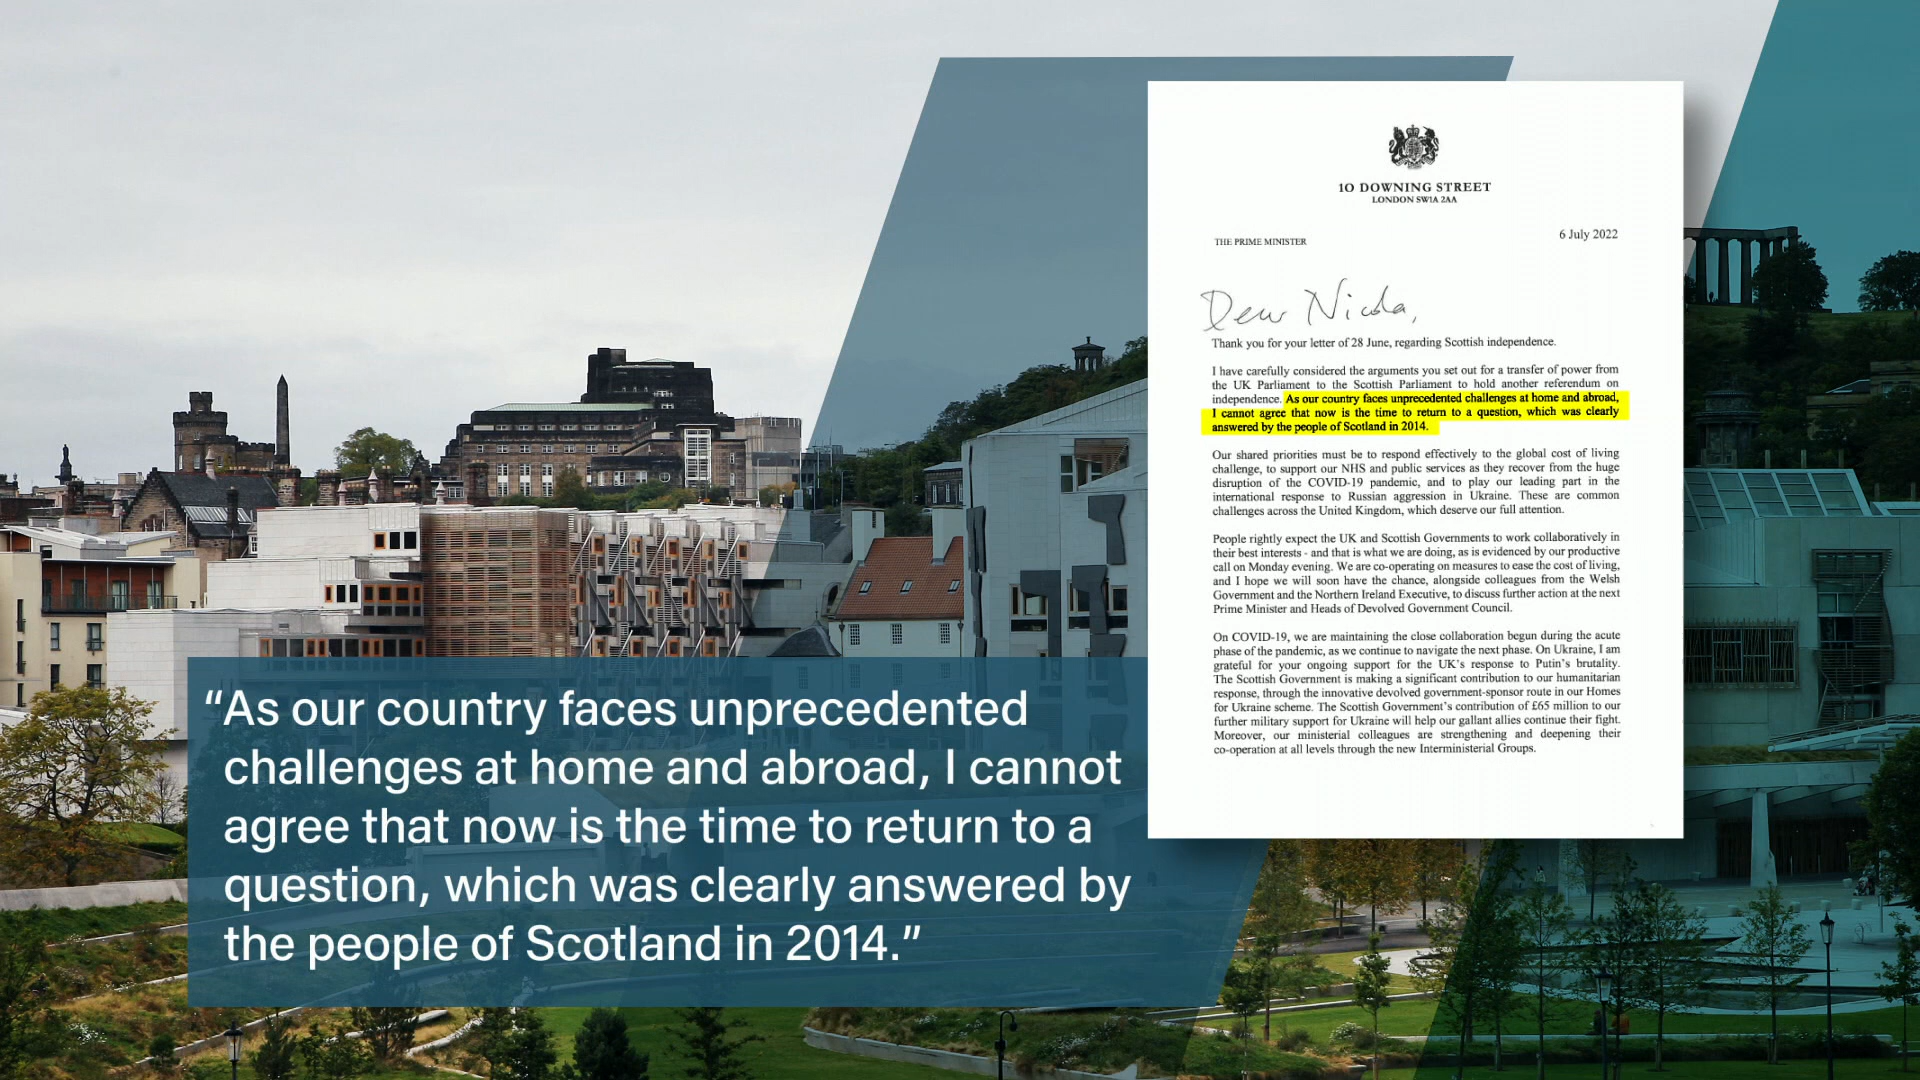 10 DOWNING STREET
LONDON SW1A 2AA
THE PRIME MINISTER
6 July 2022
Dear Nicola,
Thank you for your letter of 28 June, regarding Scottish independence.
I have carefully considered the arguments you set out for a transfer of power from
the UK Parliament to the Scottish Parliament to hold another referendum on
independence. As our country faces unprecedented challenges at home and abroad,
I cannot agree that now is the time to return to a question, which was clearly
answered by the people of Scotland in 2014.
Our shared priorities must be to respond effectively to the global cost of living
challenge, to support our NHS and public services as they recover from the huge
disruption of the COVID-19 pandemic, and to play our leading part in the
international response to Russian aggression in Ukraine. These are common
challenges across the United Kingdom, which deserve our full attention.
People rightly expect the UK and Scottish Governments to work collaboratively in
their best interests - and that is what we are doing, as is evidenced by our productive
call on Monday evening. We are co-operating on measures to ease the cost of living,
and I hope we will soon have the chance, alongside colleagues from the Welsh
Government and the Northern Ireland Executive, to discuss further action at the next
Prime Minister and Heads of Devolved Government Council.
On COVID-19, we are maintaining the close collaboration begun during the acute
phase of the pandemic, as we continue to navigate the next phase. On Ukraine, I am
grateful for your ongoing support for the UK's response to Putin's brutality.
The Scottish Government is making a significant contribution to our humanitarian
response, through the innovative devolved government-sponsor route in our Homes
for Ukraine scheme. The Scottish Government's contribution of £65 million to our
further military support for Ukraine will help our gallant allies continue their fight.
Moreover, our ministerial colleagues are strengthening and deepening their
co-operation at all levels through the new Interministerial Groups.
“As our country faces unprecedented
challenges at home and abroad, I cannot
agree that now is the time to return to a
question, which was clearly answered by
the people of Scotland in 2014.”